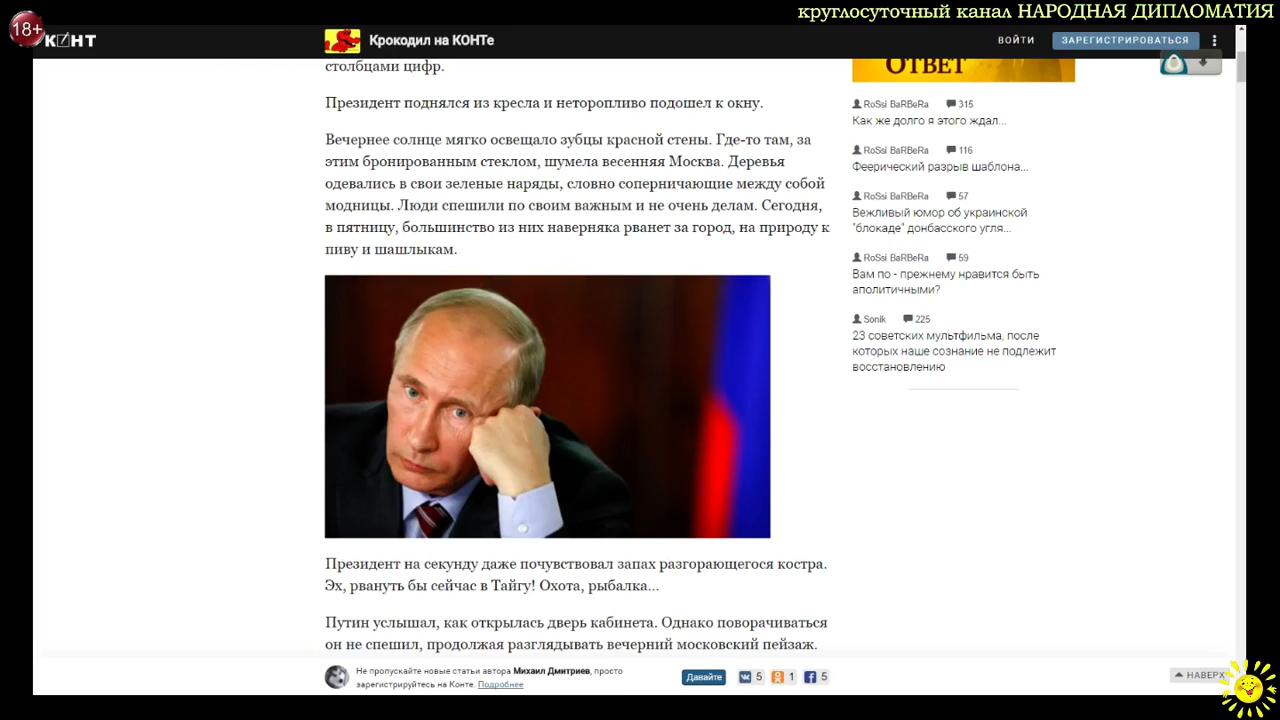 круглосуточный канал НАРОДНАЯ ДИПЛОМАТИЯ
18+
КОНТ
Крокодил на КОНТе
ВОЙТИ
ЗАРЕГИСТРИРОВАТЬСЯ
столбцами цифр.
Президент поднялся из кресла и неторопливо подошел к окну.
Вечернее солнце мягко освещало зубцы красной стены. Где-то там, за
этим бронированным стеклом, шумела весенняя Москва. Деревья
одевались в свои зеленые наряды, словно соперничающие между собой
модницы. Люди спешили по своим важным и не очень делам. Сегодня,
в пятницу, большинство из них наверняка рванет за город, на природу к
пиву и шашлыкам.
Президент на секунду даже почувствовал запах разгорающегося костра.
Эх, рвануть бы сейчас в Тайгу! Охота, рыбалка...
Путин услышал, как открылась дверь кабинета. Однако поворачиваться
он не спешил, продолжая разглядывать вечерний московский пейзаж.
ОТВЕТ
RoSsi BaRBeRa 315
Как же долго я этого ждал...
RoSsi BaRBeRa 116
Феерический разрыв шаблона...
RoSsi BaRBeRa 57
Вежливый юмор об украинской
"блокаде" донбасского угля...
RoSsi BaRBeRa 59
Вам по - прежнему нравится быть
аполитичными?
Sonik 225
23 советских мультфильма, после
которых наше сознание не подлежит
восстановлению
Не пропускайте новые статьи автора Михаил Дмитриев, просто
зарегистрируйтесь на Конте. Подробнее
Давайте
5
1
5
НАВЕРХ